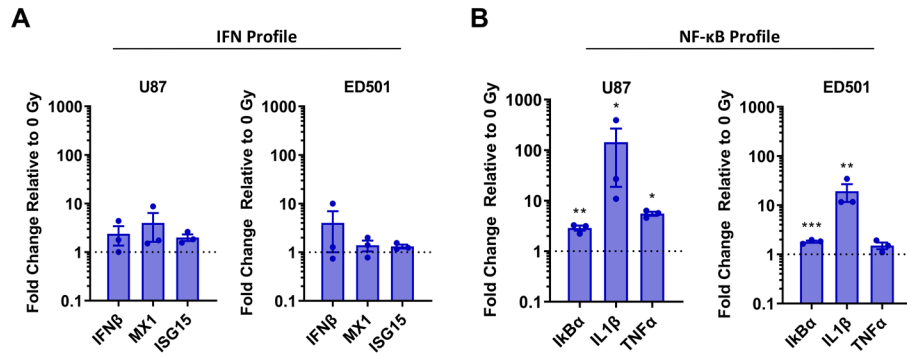 A
IFN Profile
U87
Fold Change Relative to 0 Gy
1000
100
10
1
0.1
IFNβ
MX1
ISG15
ED501
Fold Change Relative to 0 Gy
1000
100
10
1
0.1
IFNβ
MX1
ISG15
B
NF-κB Profile
U87
Fold Change Relative to 0 Gy
1000
100
10
1
0.1
**
*
*
IkBα
IL1β
TNFα
ED501
Fold Change Relative to 0 Gy
1000
100
10
1
0.1
***
**
IkBα
IL1β
TNFα